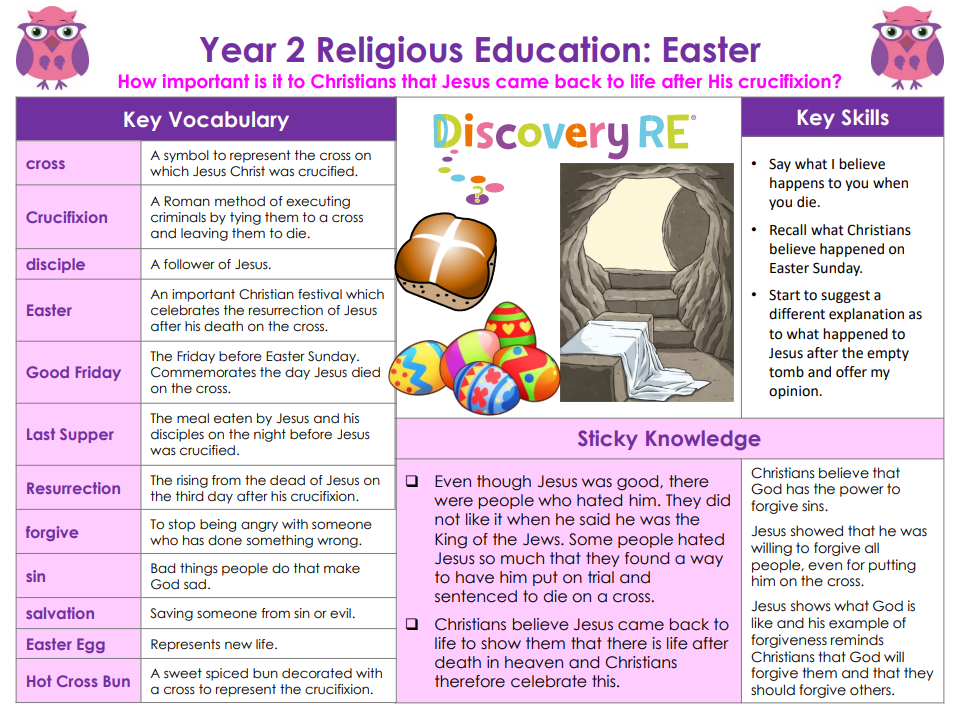 Year 2 Religious Education: Easter
How important is it to Christians that Jesus came back to life after His crucifixion?
Key Vocabulary
cross
A symbol to represent the cross on
which Jesus Christ was crucified.
Crucifixion
A Roman method of executing
criminals by tying them to a cross
and leaving them to die.
disciple
A follower of Jesus.
Easter
An important Christian festival which
celebrates the resurrection of Jesus
after his death on the cross.
Good Friday
The Friday before Easter Sunday.
Commemorates the day Jesus died
on the cross.
Last Supper
The meal eaten by Jesus and his
disciples on the night before Jesus
was crucified.
Resurrection
The rising from the dead of Jesus on
the third day after his crucifixion.
forgive
To stop being angry with someone
who has done something wrong.
sin
Bad things people do that make
God sad.
salvation
Saving someone from sin or evil.
Easter Egg
Represents new life.
Hot Cross Bun
A sweet spiced bun decorated with
a cross to represent the crucifixion.
Discovery RE®
?
Key Skills
• Say what I believe
happens to you when
you die.
• Recall what Christians
believe happened on
Easter Sunday.
• Start to suggest a
different explanation as
to what happened to
Jesus after the empty
tomb and offer my
opinion.
Sticky Knowledge
❑ Even though Jesus was good, there
were people who hated him. They did
not like it when he said he was the
King of the Jews. Some people hated
Jesus so much that they found a way
to have him put on trial and
sentenced to die on a cross.
❑ Christians believe Jesus came back to
life to show them that there is life after
death in heaven and Christians
therefore celebrate this.
Christians believe that
God has the power to
forgive sins.
Jesus showed that he was
willing to forgive all
people, even for putting
him on the cross.
Jesus shows what God is
like and his example of
forgiveness reminds
Christians that God will
forgive them and that they
should forgive others.